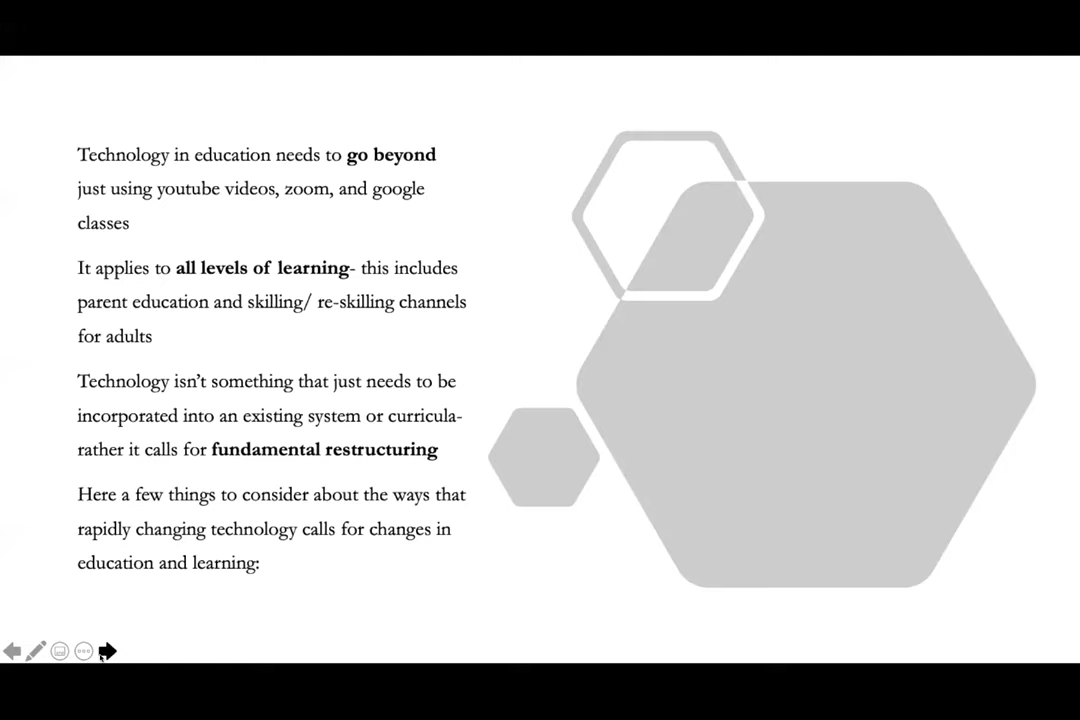 Technology in education needs to go beyond
just using youtube videos, zoom, and google
classes
It applies to all levels of learning- this includes
parent education and skilling/ re-skilling channels
for adults
Technology isn’t something that just needs to be
incorporated into an existing system or curricula-
rather it calls for fundamental restructuring
Here a few things to consider about the ways that
rapidly changing technology calls for changes in
education and learning: